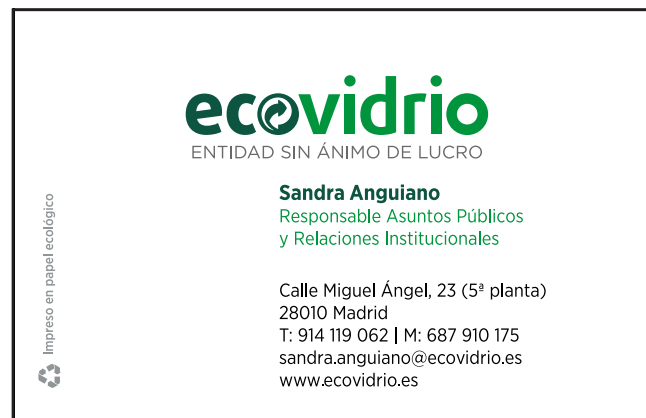 ecovidrio
ENTIDAD SIN ÁNIMO DE LUCRO
Sandra Anguiano
Responsable Asuntos Públicos
y Relaciones Institucionales
Calle Miguel Ángel, 23 (5ª planta)
28010 Madrid
T: 914 119 062 | M: 687 910 175
sandra.anguiano@ecovidrio.es
www.ecovidrio.es
Impreso en papel ecológico